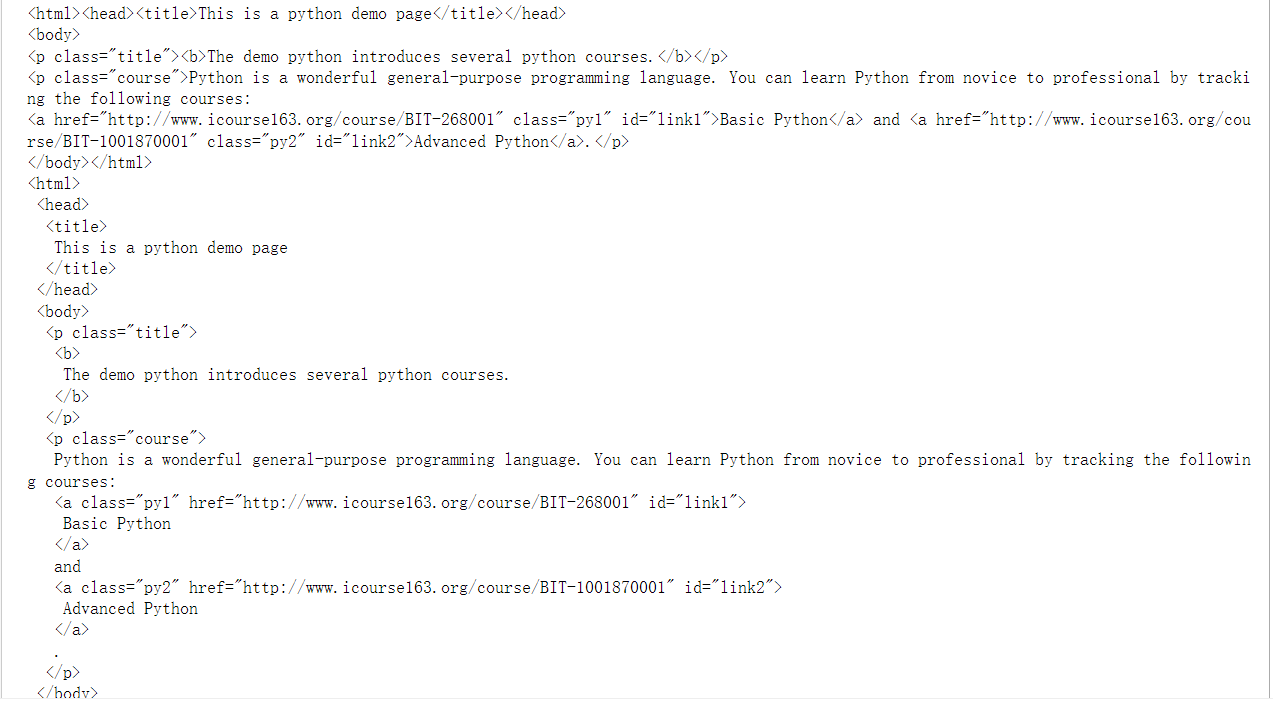 <html><head><title>This is a python demo page</title></head>
<body>
<p class="title"><b>The demo python introduces several python courses.</b></p>
<p class="course">Python is a wonderful general-purpose programming language. You can learn Python from novice to professional by tracki
ng the following courses:
<a href="http://www.icourse163.org/course/BIT-268001" class="py1" id="link1">Basic Python</a> and <a href="http://www.icourse163.org/cou
rse/BIT-1001870001" class="py2" id="link2">Advanced Python</a>.</p>
</body></html>
<html>
 <head>
  <title>
   This is a python demo page
  </title>
 </head>
 <body>
  <p class="title">
   <b>
    The demo python introduces several python courses.
   </b>
  </p>
  <p class="course">
   Python is a wonderful general-purpose programming language. You can learn Python from novice to professional by tracking the followin
g courses:
   <a class="py1" href="http://www.icourse163.org/course/BIT-268001" id="link1">
    Basic Python
   </a>
   and
   <a class="py2" href="http://www.icourse163.org/course/BIT-1001870001" id="link2">
    Advanced Python
   </a>
   .
  </p>
 </body>